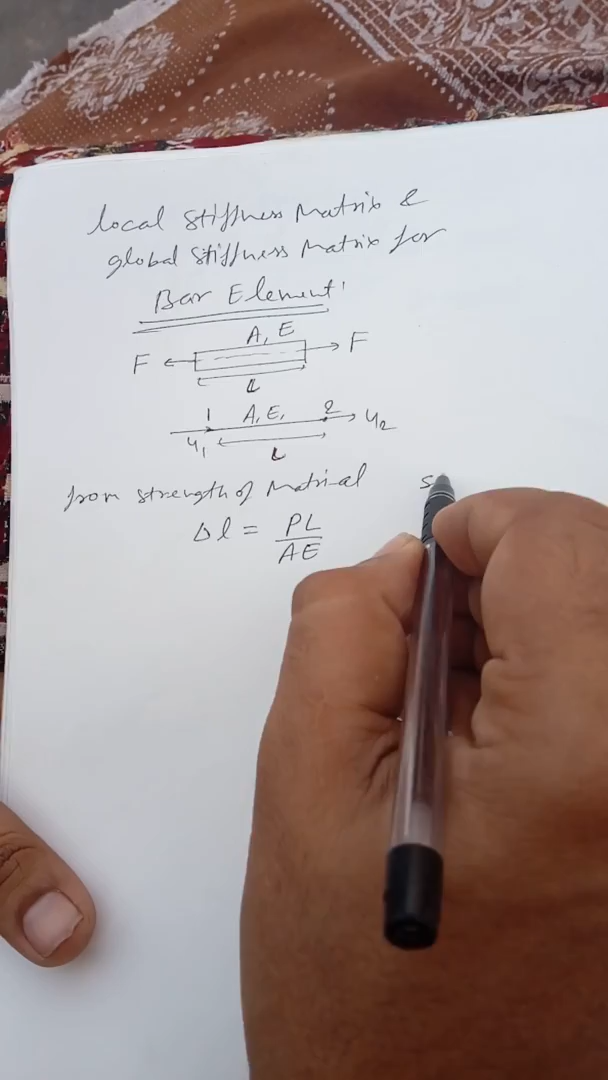 local stiffness Matrix &
global stiffness Matrix for
Bar Element
A, E
F F
L
1 A, E, 2
u1 u2
L
from strength of Matrial s
Δl = PL / AE